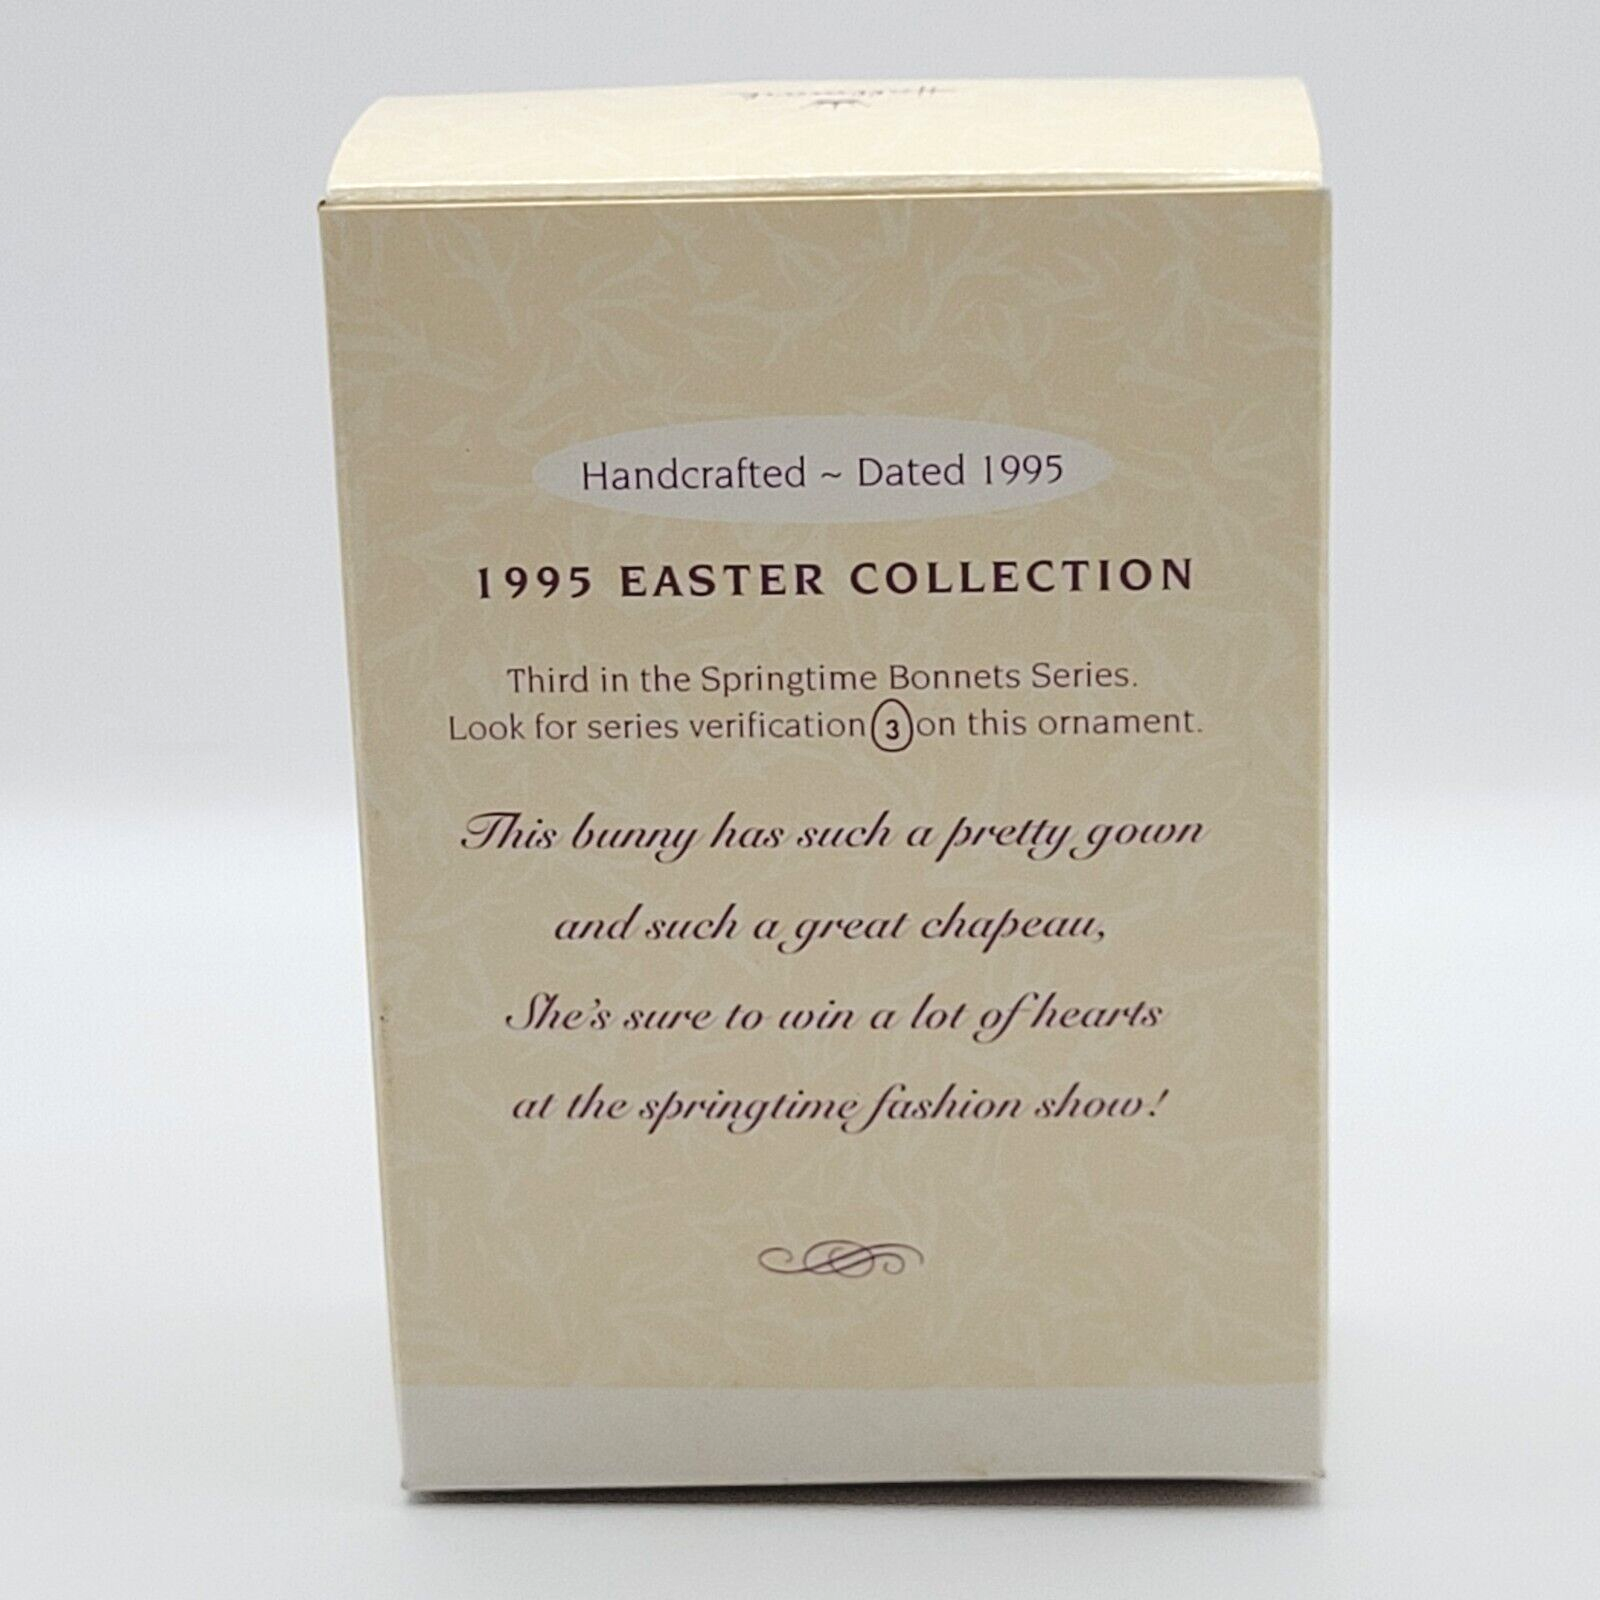 Hallmark
Handcrafted ~ Dated 1995
1995 EASTER COLLECTION
Third in the Springtime Bonnets Series.
Look for series verification 3 on this ornament.
This bunny has such a pretty gown
and such a great chapeau,
She's sure to win a lot of hearts
at the springtime fashion show!